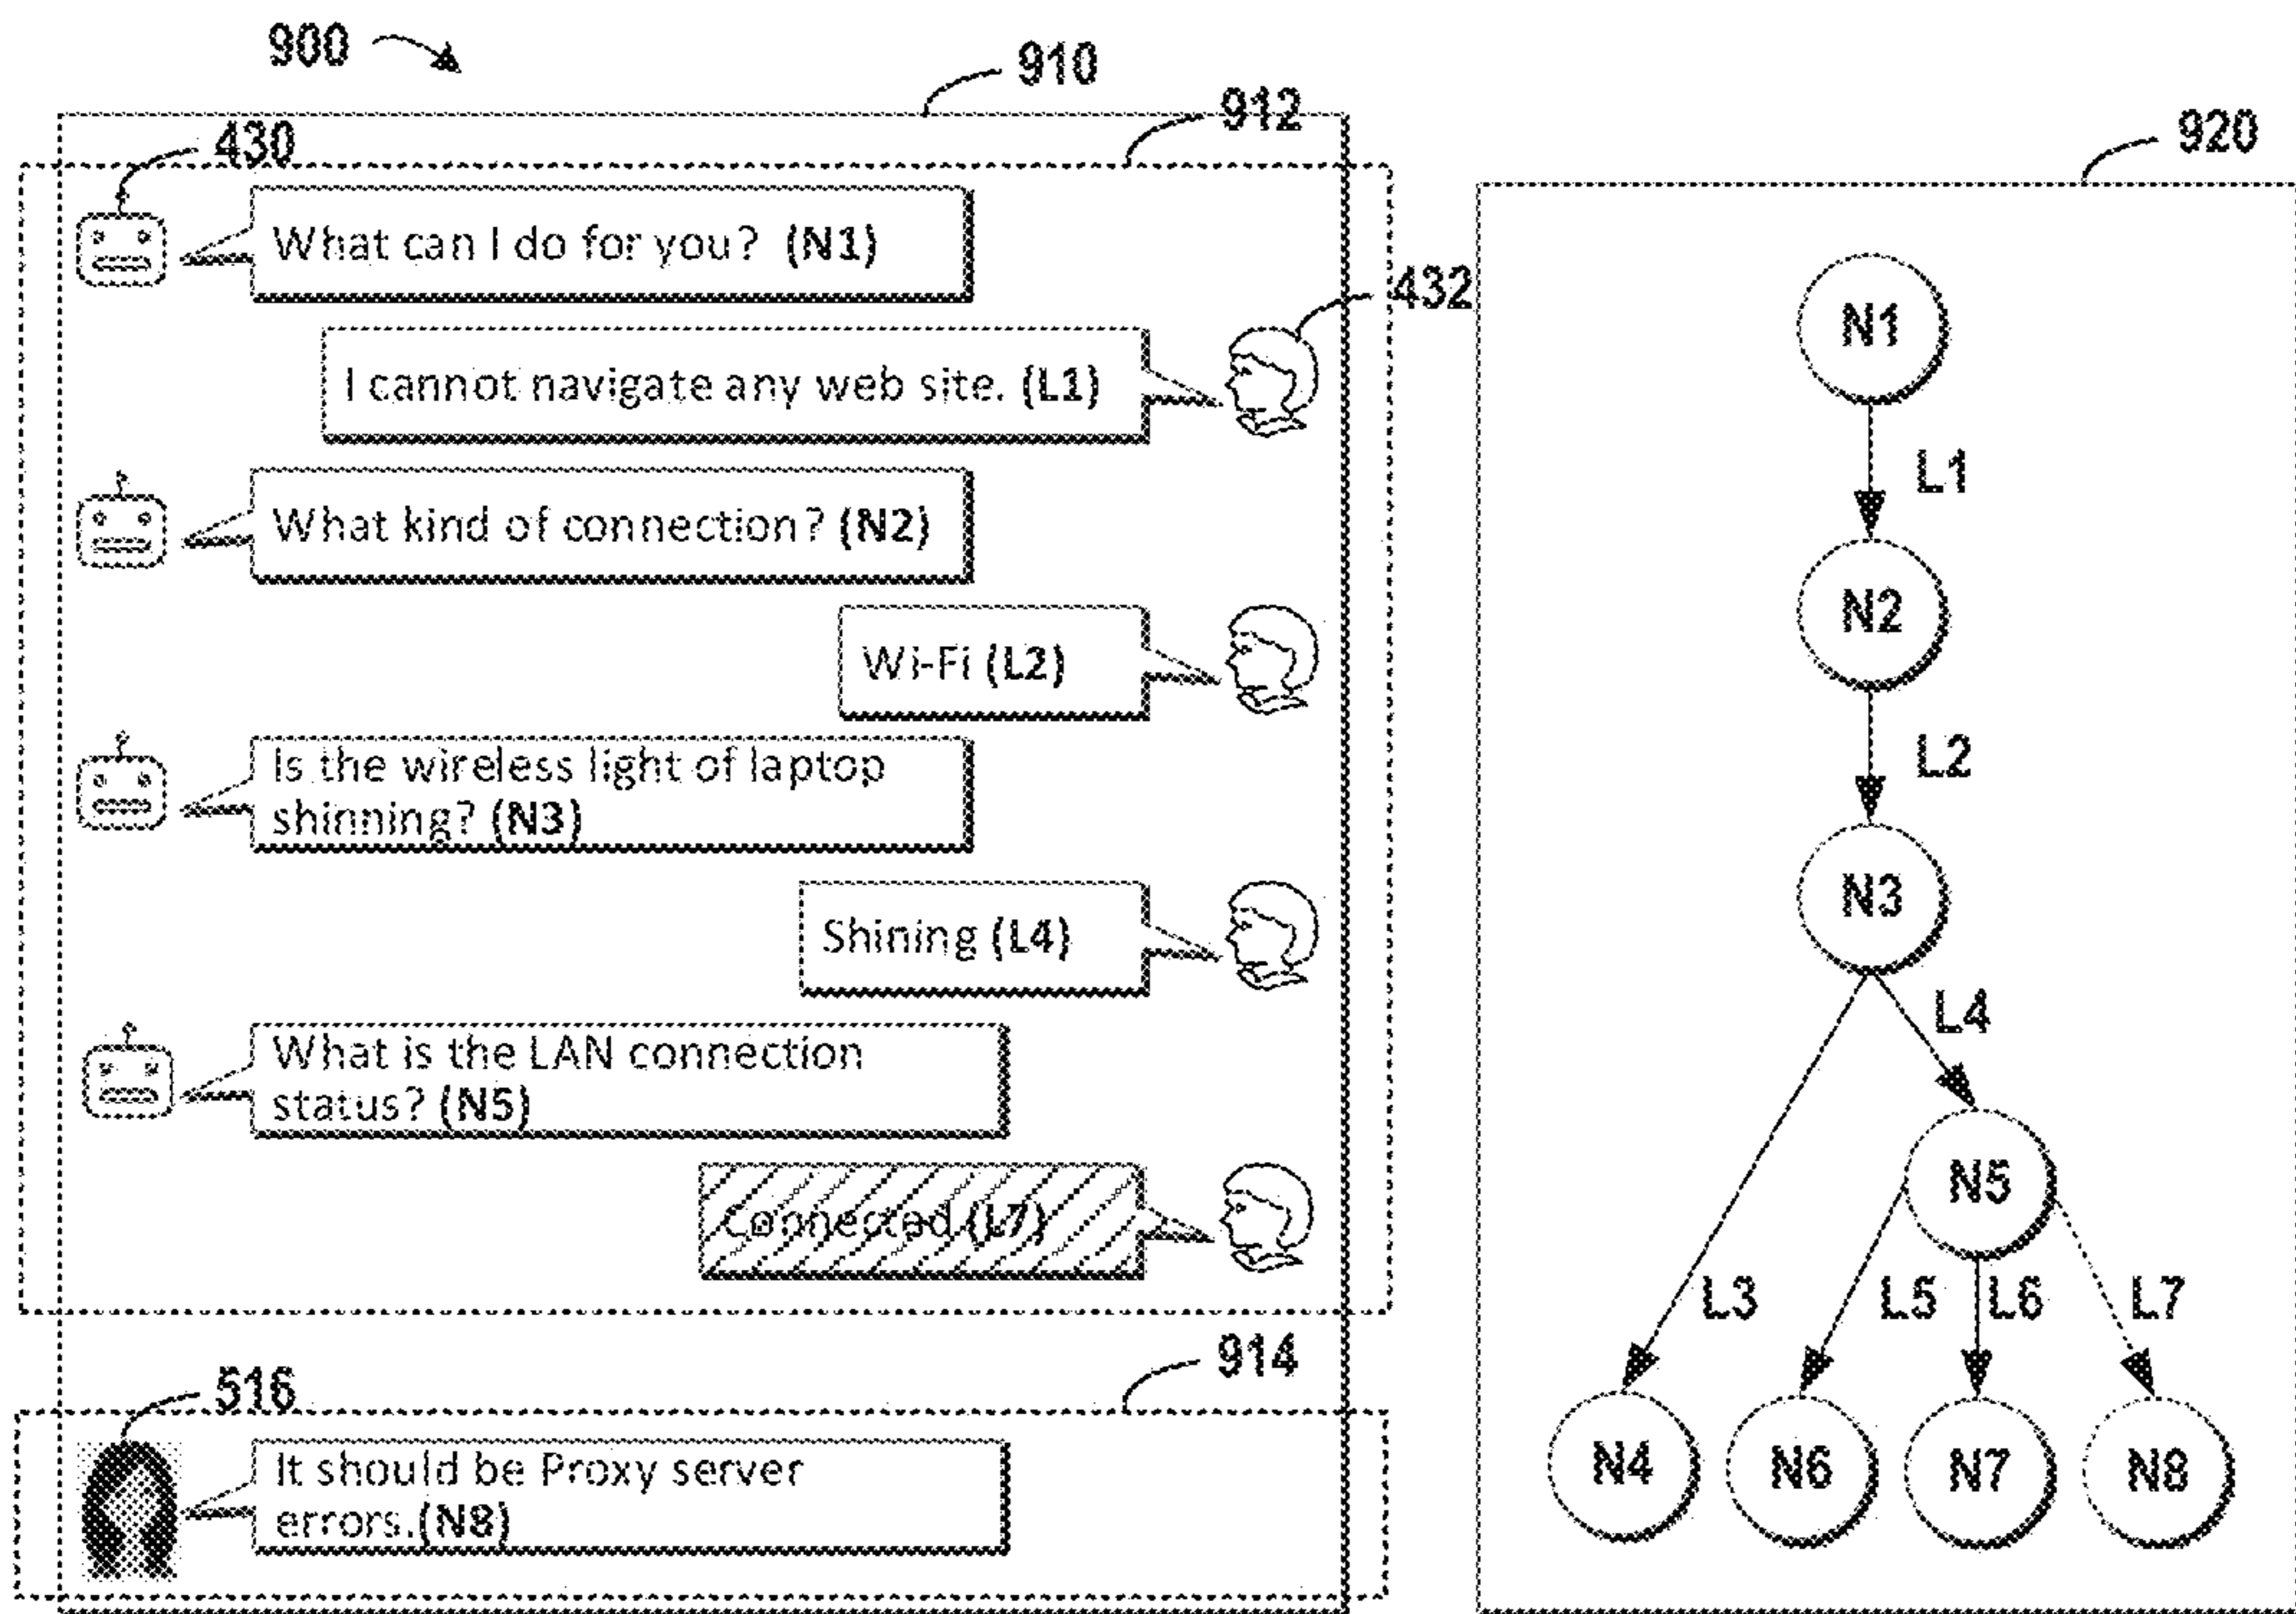 900
910
912
430
What can I do for you? (N1)
432
I cannot navigate any web site. (L1)
What kind of connection? (N2)
Wi-Fi (L2)
Is the wireless light of laptop
shinning? (N3)
Shining (L4)
What is the LAN connection
status? (N5)
Connected (L7)
914
516
It should be Proxy server
errors.(N8)
920
N1
L1
N2
L2
N3
L4
N5
L3
L5
L6
L7
N4
N6
N7
N8